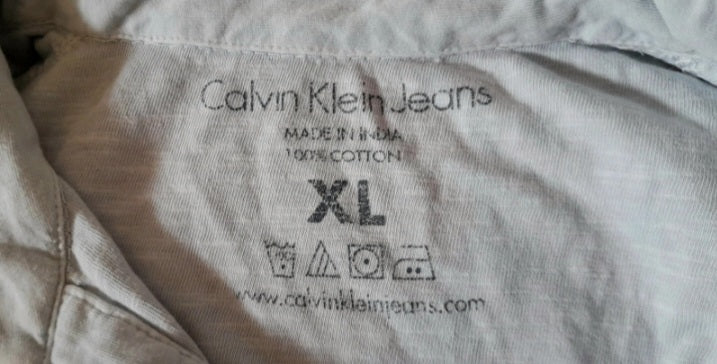 Calvin Klein Jeans
MADE IN INDIA
100% COTTON
XL
www.calvinkleinjeans.com